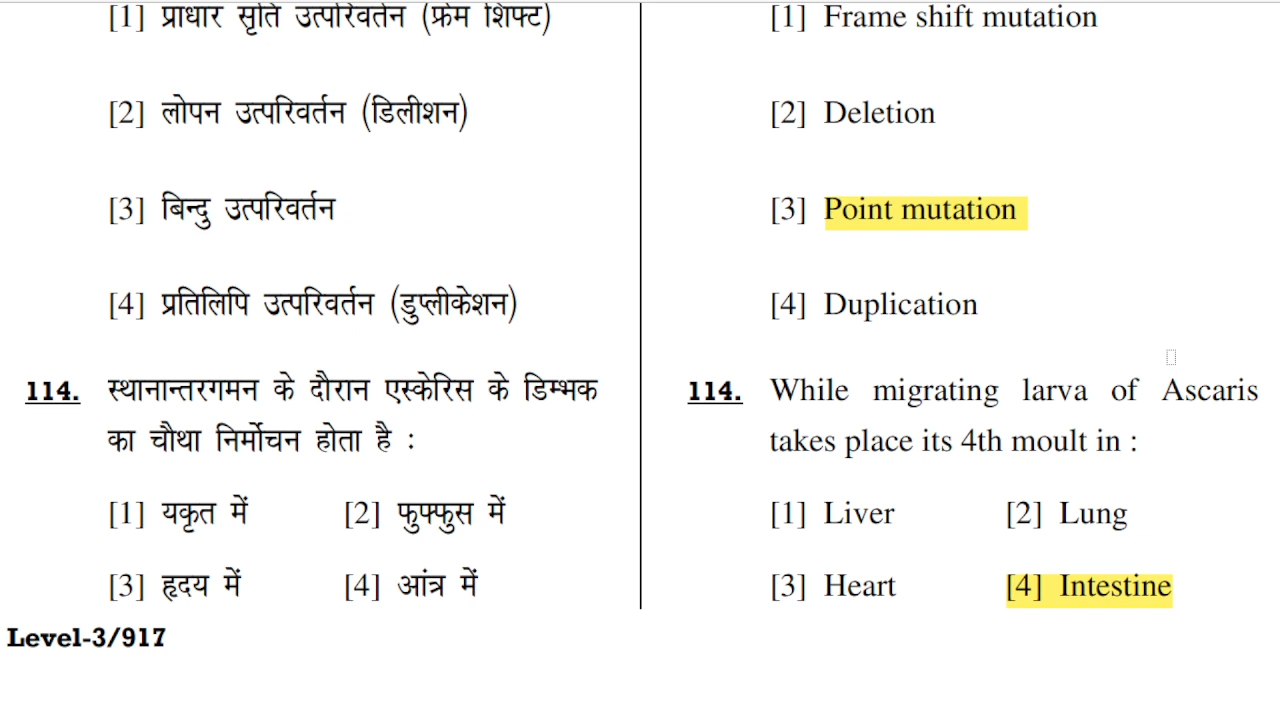 [1] प्राधार सृति उत्परिवर्तन (फ्रेम शिफ्ट)
[2] लोपन उत्परिवर्तन (डिलीशन)
[3] बिन्दु उत्परिवर्तन
[4] प्रतिलिपि उत्परिवर्तन (डुप्लीकेशन)
114. स्थानान्तरगमन के दौरान एस्केरिस के डिम्भक
का चौथा निर्मोचन होता है :
[1] यकृत में [2] फुफ्फुस में
[3] हृदय में [4] आंत्र में
Level-3/917
[1] Frame shift mutation
[2] Deletion
[3] Point mutation
[4] Duplication
114. While migrating larva of Ascaris
takes place its 4th moult in :
[1] Liver [2] Lung
[3] Heart [4] Intestine